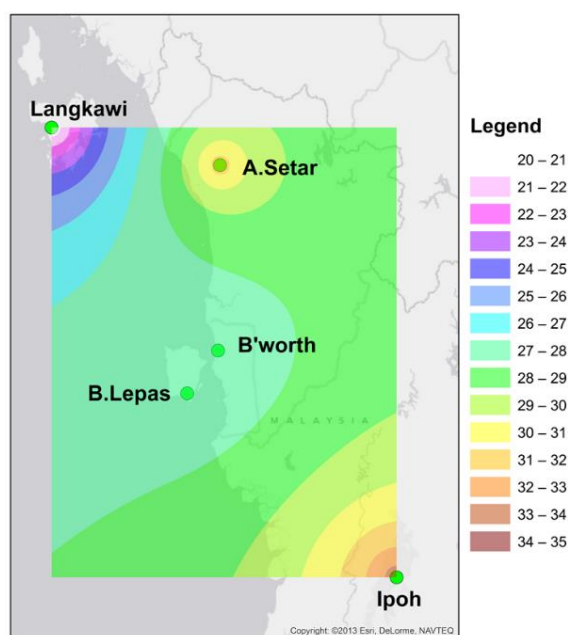 Langkawi
A.Setar
B'worth
B.Lepas
MALAYSIA
Ipoh
Copyright: ©2013 Esri, DeLorme, NAVTEQ
Legend
20 – 21
21 – 22
22 – 23
23 – 24
24 – 25
25 – 26
26 – 27
27 – 28
28 – 29
29 – 30
30 – 31
31 – 32
32 – 33
33 – 34
34 – 35